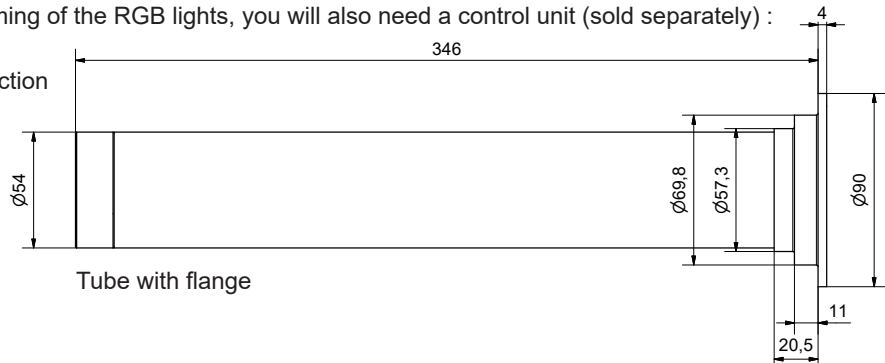 ming of the RGB lights, you will also need a control unit (sold separately) :
4
346
ction
Ø54
Ø69,8
Ø57,3
Ø90
Tube with flange
11
20,5